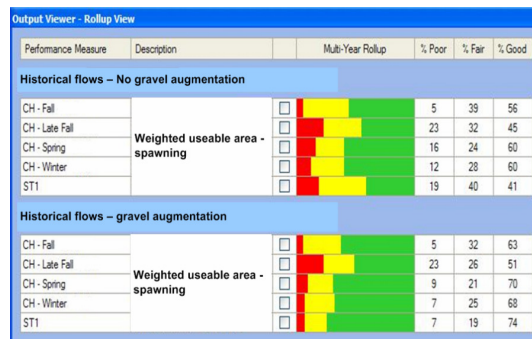 Output Viewer - Rollup View
Performance Measure Description Multi-Year Rollup % Poor % Fair % Good
Historical flows – No gravel augmentation
CH - Fall 5 39 56
CH - Late Fall 23 32 45
Weighted useable area -
spawning
CH - Spring 16 24 60
CH - Winter 12 28 60
ST1 19 40 41
Historical flows – gravel augmentation
CH - Fall 5 32 63
CH - Late Fall 23 26 51
Weighted useable area -
spawning
CH - Spring 9 21 70
CH - Winter 7 25 68
ST1 7 19 74